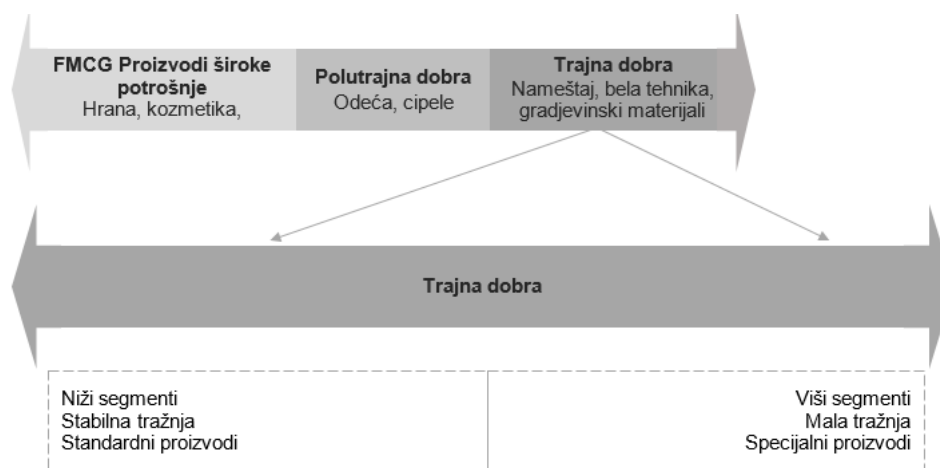 FMCG Proizvodi široke
potrošnje
Hrana, kozmetika,
Polutrajna dobra
Odeća, cipele
Trajna dobra
Nameštaj, bela tehnika,
gradjevinski materijali
Trajna dobra
Niži segmenti
Stabilna tražnja
Standardni proizvodi
Viši segmenti
Mala tražnja
Specijalni proizvodi